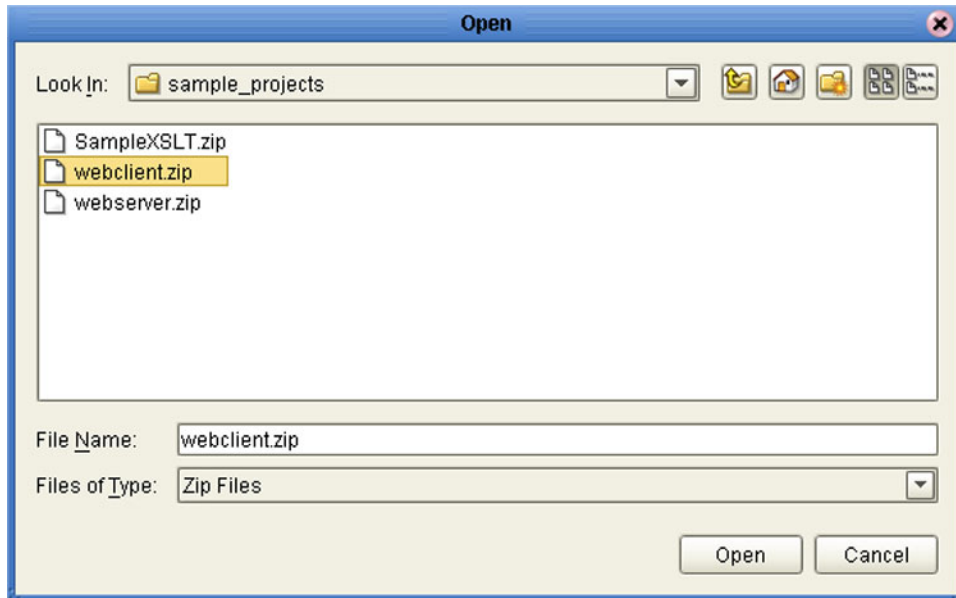 Open
Look In: sample_projects
SampleXSLT.zip
webclient.zip
webserver.zip
File Name: webclient.zip
Files of Type: Zip Files
Open Cancel